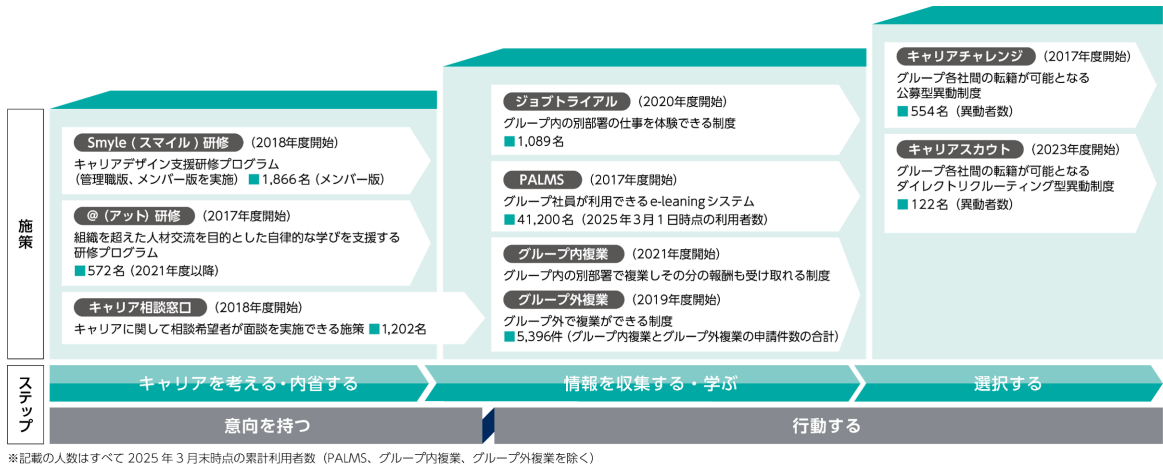 施策
Smyle(スマイル)研修 (2018年度開始)
キャリアデザイン支援研修プログラム
(管理職版、メンバー版を実施) ■1,866名(メンバー版)
@(アット)研修 (2017年度開始)
組織を超えた人材交流を目的とした自律的な学びを支援する
研修プログラム
■572名(2021年度以降)
キャリア相談窓口 (2018年度開始)
キャリアに関して相談希望者が面談を実施できる施策 ■1,202名
ジョブトライアル (2020年度開始)
グループ内の別部署の仕事を体験できる制度
■1,089名
PALMS (2017年度開始)
グループ社員が利用できるe-leaningシステム
■41,200名(2025年3月1日時点の利用者数)
グループ内複業 (2021年度開始)
グループ内の別部署で複業しその分の報酬も受け取れる制度
グループ外複業 (2019年度開始)
グループ外で複業ができる制度
■5,396件(グループ内複業とグループ外複業の申請件数の合計)
キャリアチャレンジ (2017年度開始)
グループ各社間の転籍が可能となる
公募型異動制度
■554名(異動者数)
キャリアスカウト (2023年度開始)
グループ各社間の転籍が可能となる
ダイレクトリクルーティング型異動制度
■122名(異動者数)
ステップ
キャリアを考える・内省する
情報を収集する・学ぶ
選択する
意向を持つ
行動する
※記載の人数はすべて2025年3月末時点の累計利用者数(PALMS、グループ内複業、グループ外複業を除く)